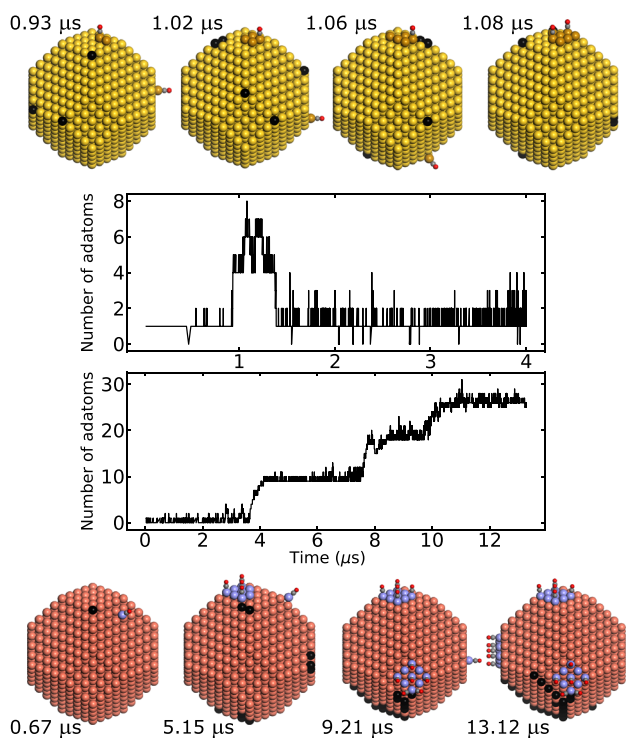 0.93 μs 1.02 μs 1.06 μs 1.08 μs
Number of adatoms
8
6
4
2
0
1 2 3 4
Number of adatoms
30
20
10
0
0 2 4 6 8 10 12
Time (μs)
0.67 μs 5.15 μs 9.21 μs 13.12 μs